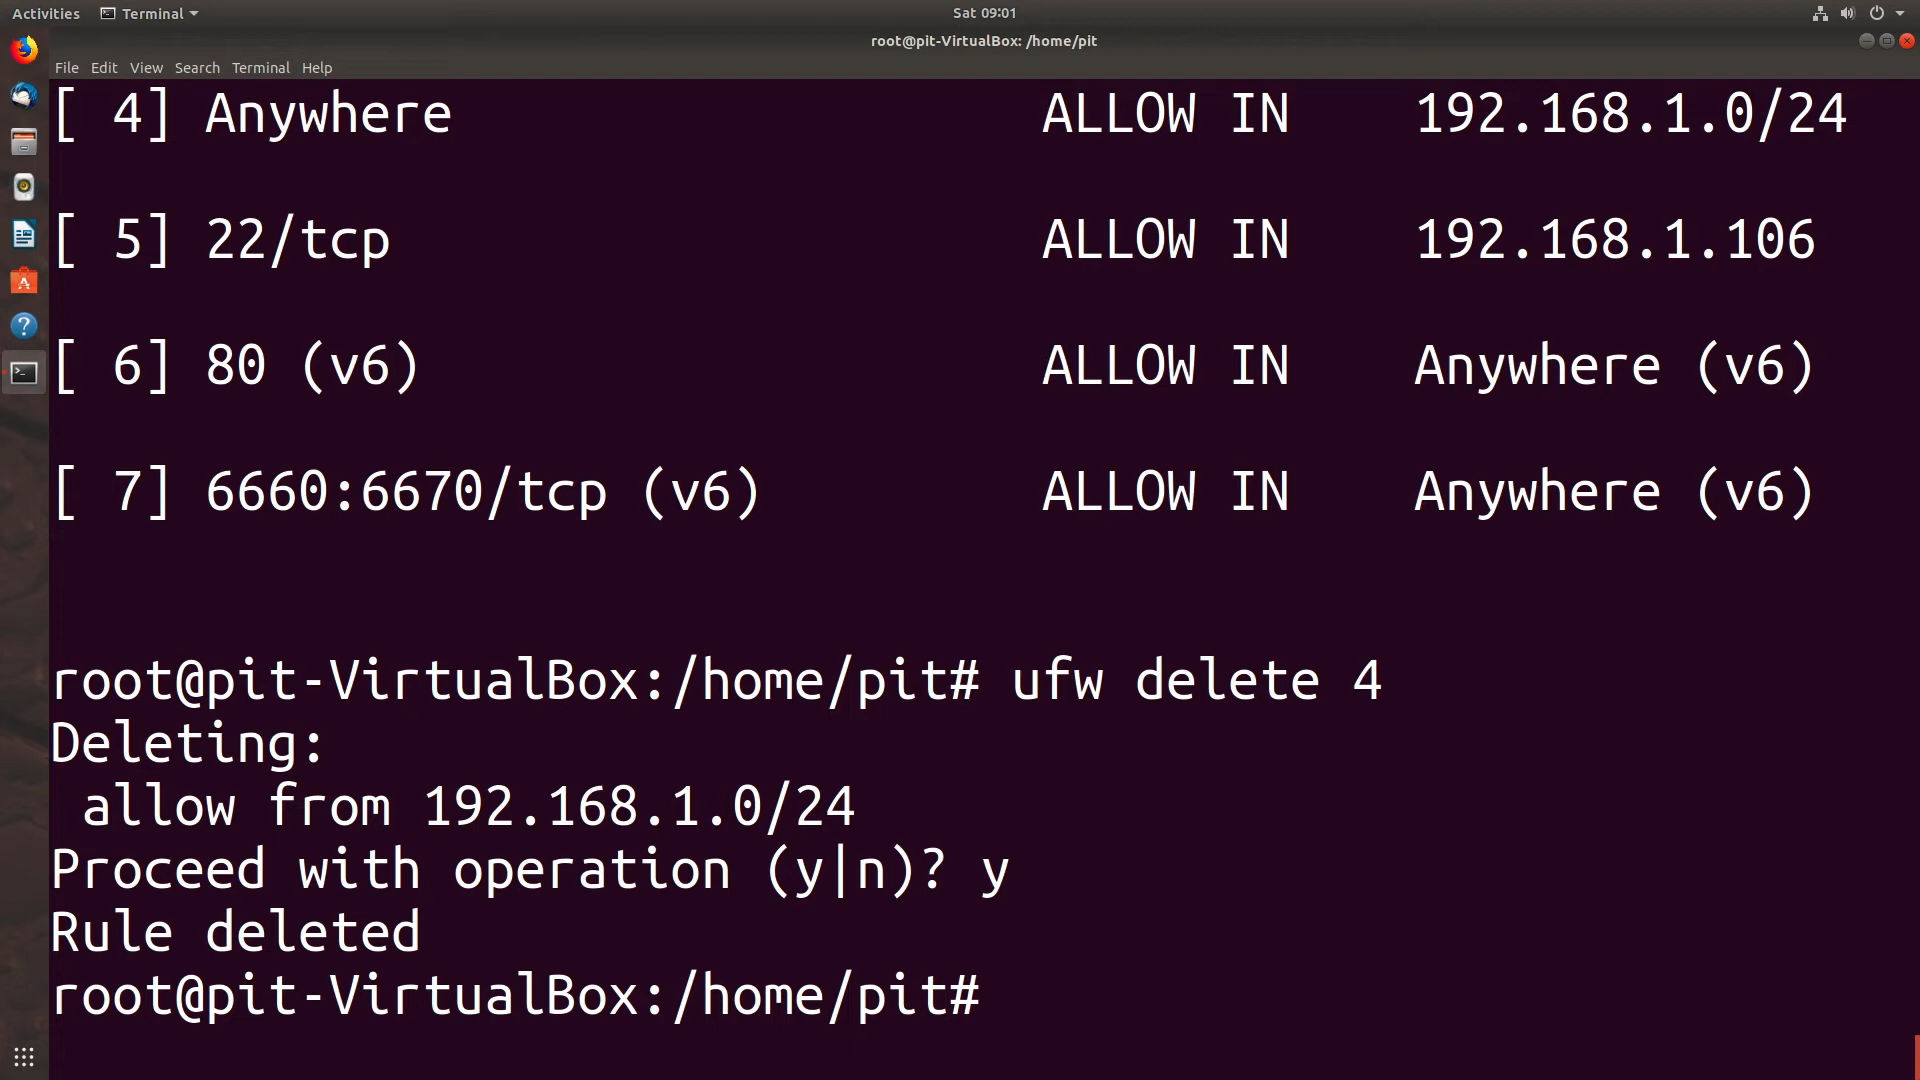 Activities Terminal Sat 09:01
root@pit-VirtualBox: /home/pit
File Edit View Search Terminal Help
[ 4] Anywhere ALLOW IN 192.168.1.0/24
[ 5] 22/tcp ALLOW IN 192.168.1.106
[ 6] 80 (v6) ALLOW IN Anywhere (v6)
[ 7] 6660:6670/tcp (v6) ALLOW IN Anywhere (v6)
root@pit-VirtualBox:/home/pit# ufw delete 4
Deleting:
 allow from 192.168.1.0/24
Proceed with operation (y|n)? y
Rule deleted
root@pit-VirtualBox:/home/pit#